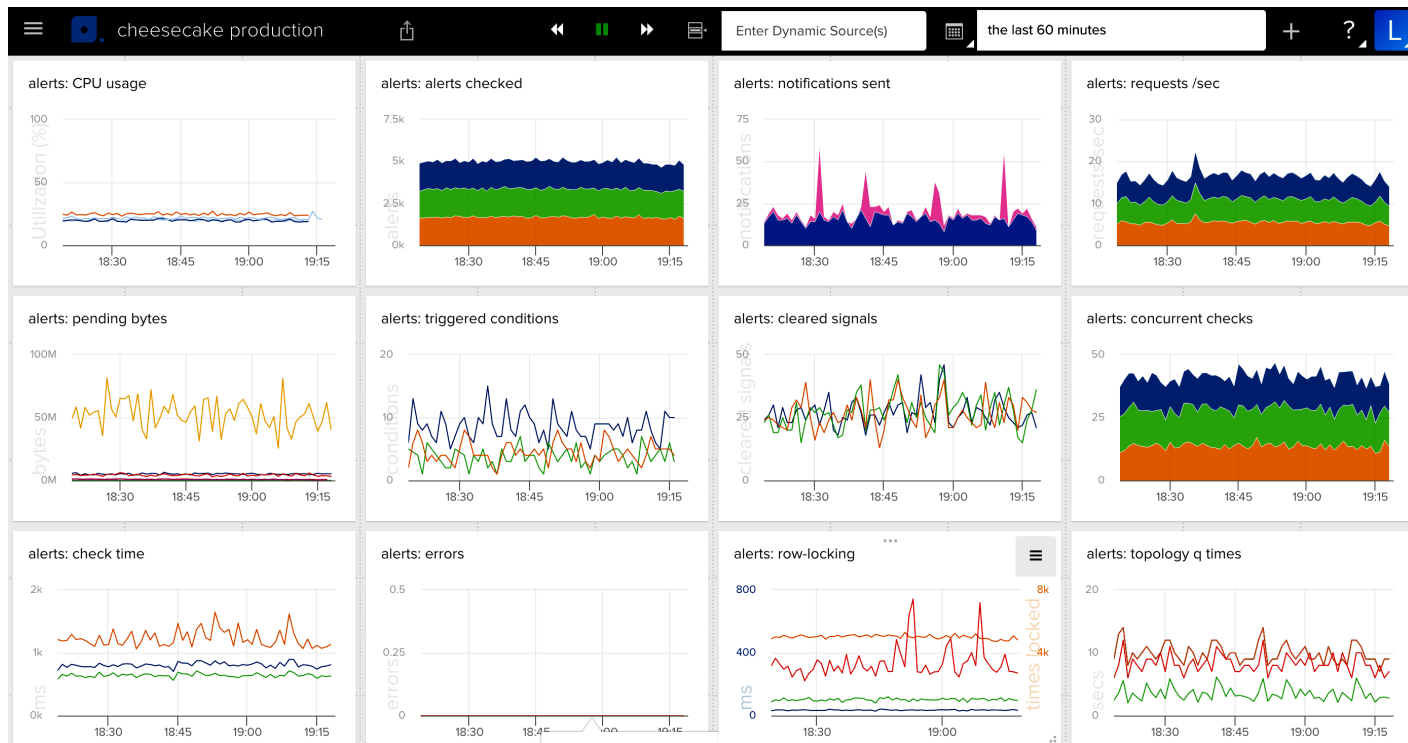 cheesecake production
Enter Dynamic Source(s)
the last 60 minutes
+
?
L
alerts: CPU usage
Utilization (%)
100
50
0
18:30 18:45 19:00 19:15
alerts: alerts checked
7.5k
5k
2.5k
0k
18:30 18:45 19:00 19:15
alerts: notifications sent
notifications
75
50
25
0
18:30 18:45 19:00 19:15
alerts: requests /sec
requests/sec
30
20
10
0
18:30 18:45 19:00 19:15
alerts: pending bytes
bytes
100M
50M
0M
18:30 18:45 19:00 19:15
alerts: triggered conditions
conditions
20
10
0
18:30 18:45 19:00 19:15
alerts: cleared signals
cleared signals
50
25
0
18:30 18:45 19:00 19:15
alerts: concurrent checks
50
25
0
18:30 18:45 19:00 19:15
alerts: check time
ms
2k
1k
0k
18:30 18:45 19:00 19:15
alerts: errors
errors
0.5
0.25
0
18:30 19:15
alerts: row-locking
ms
800
400
0
8k
4k
times locked
18:30 19:00
alerts: topology q times
secs
20
10
0
18:30 18:45 19:00 19:15